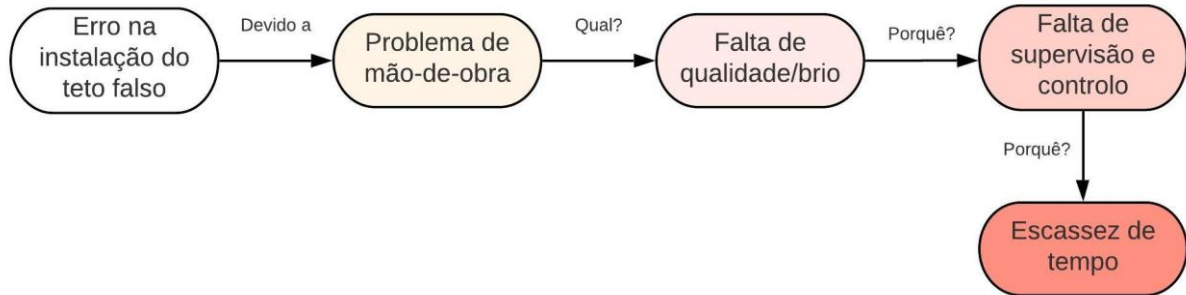 Erro na
instalação do
teto falso
Devido a
Problema de
mão-de-obra
Qual?
Falta de
qualidade/brio
Porquê?
Falta de
supervisão e
controlo
Porquê?
Escassez de
tempo